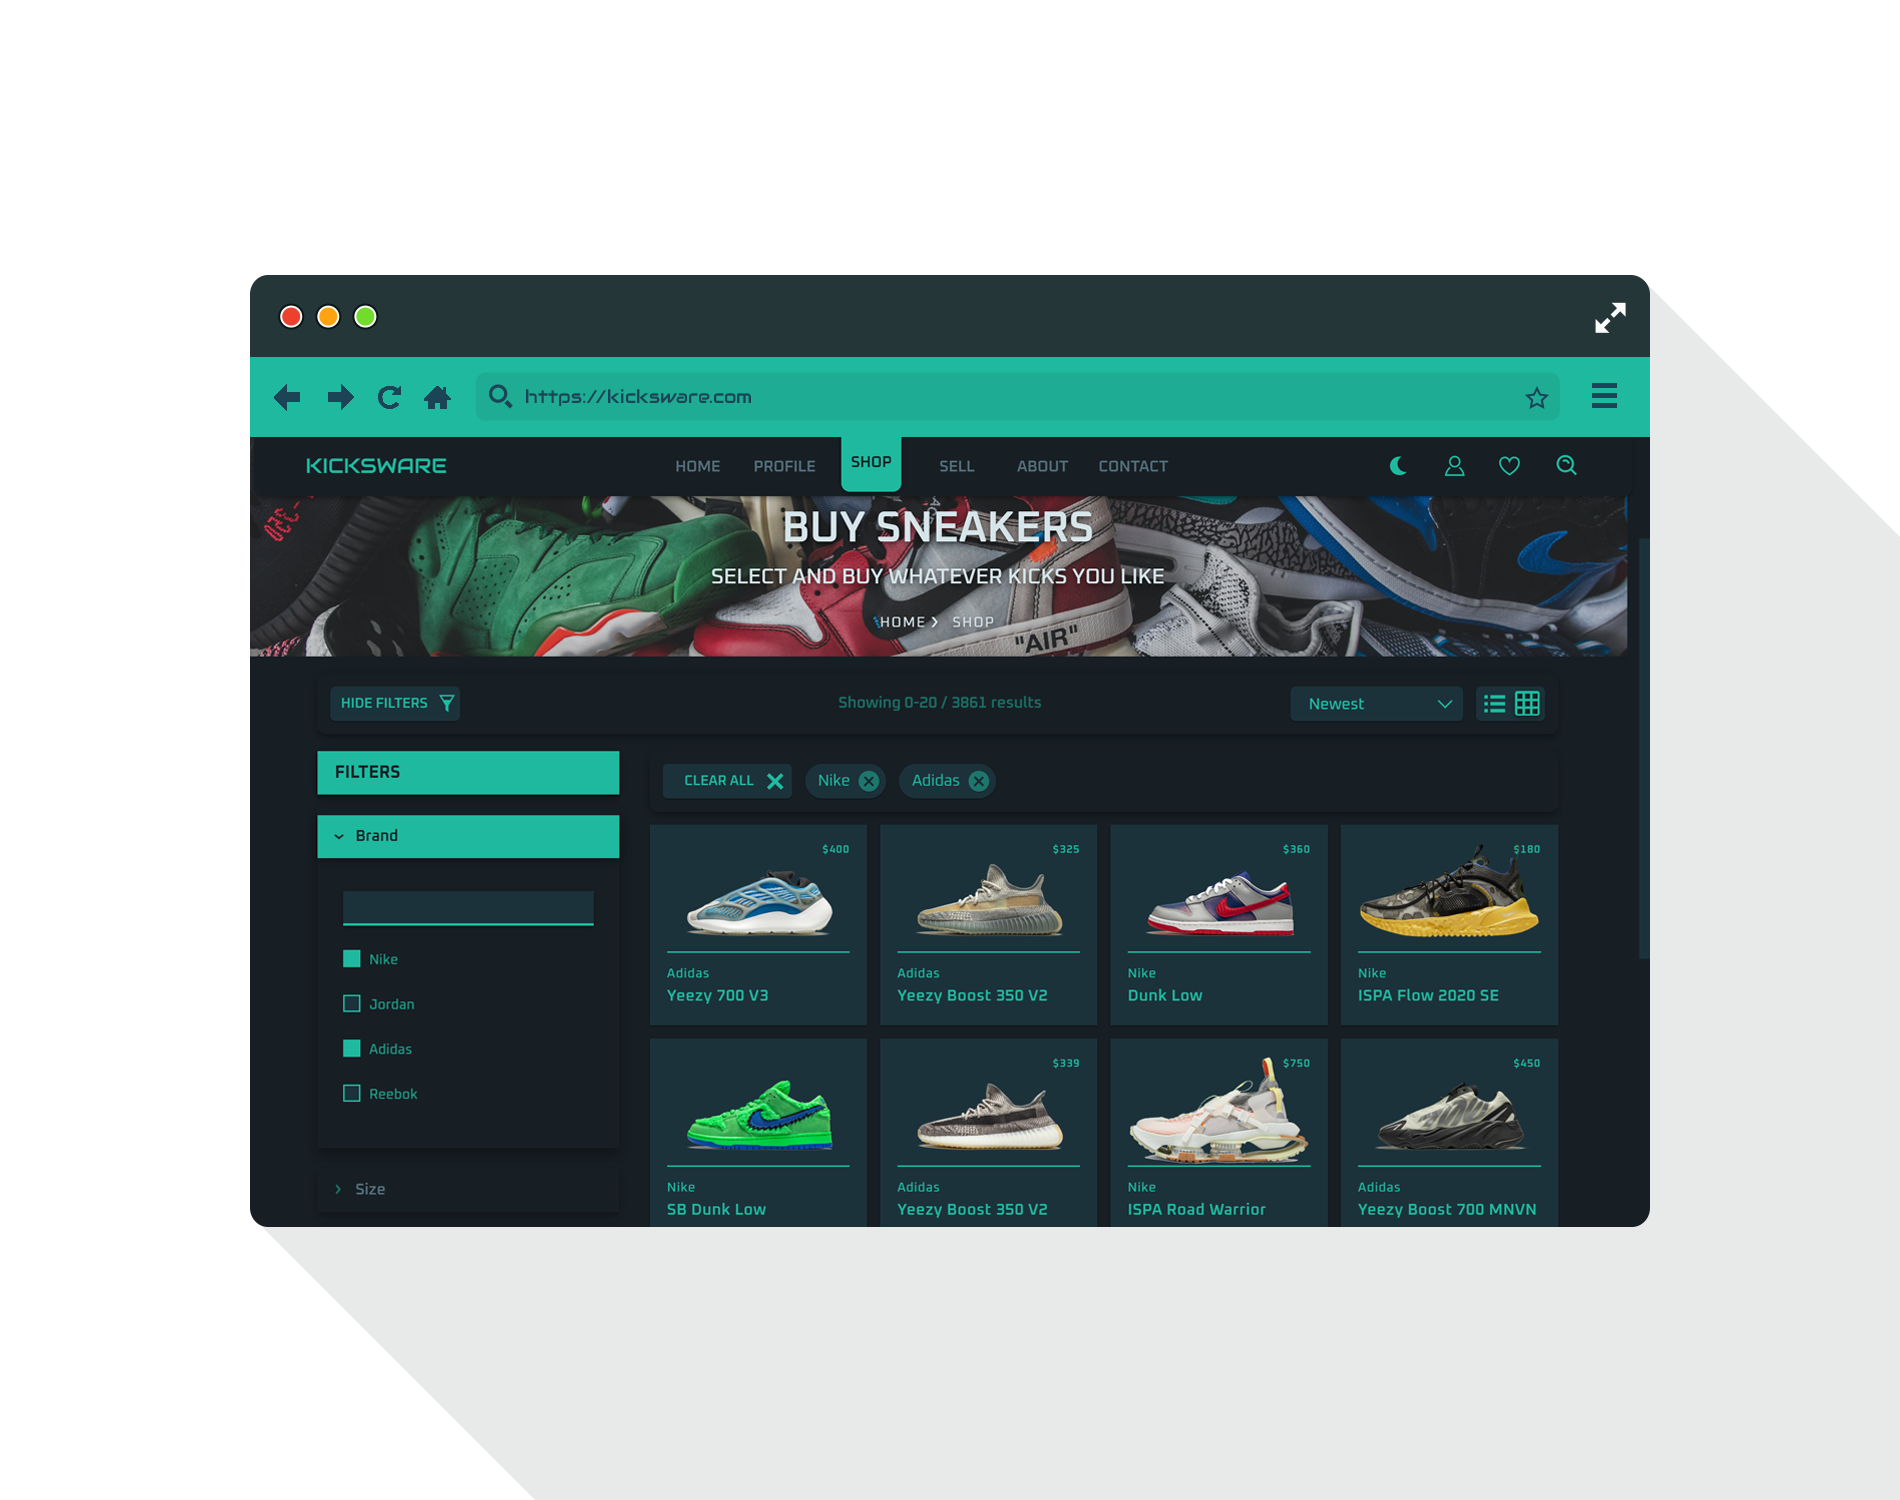 https://kicksware.com
KICKSWARE
HOME PROFILE SHOP SELL ABOUT CONTACT
BUY SNEAKERS
SELECT AND BUY WHATEVER KICKS YOU LIKE
HOME › SHOP
"AIR"
HIDE FILTERS
Showing 0-20 / 3861 results
Newest
FILTERS
CLEAR ALL
Nike
Adidas
Brand
Nike
Jordan
Adidas
Reebok
Size
$400
Adidas
Yeezy 700 V3
$325
Adidas
Yeezy Boost 350 V2
$360
Nike
Dunk Low
$180
Nike
ISPA Flow 2020 SE
Nike
SB Dunk Low
$339
Adidas
Yeezy Boost 350 V2
$750
Nike
ISPA Road Warrior
$450
Adidas
Yeezy Boost 700 MNVN